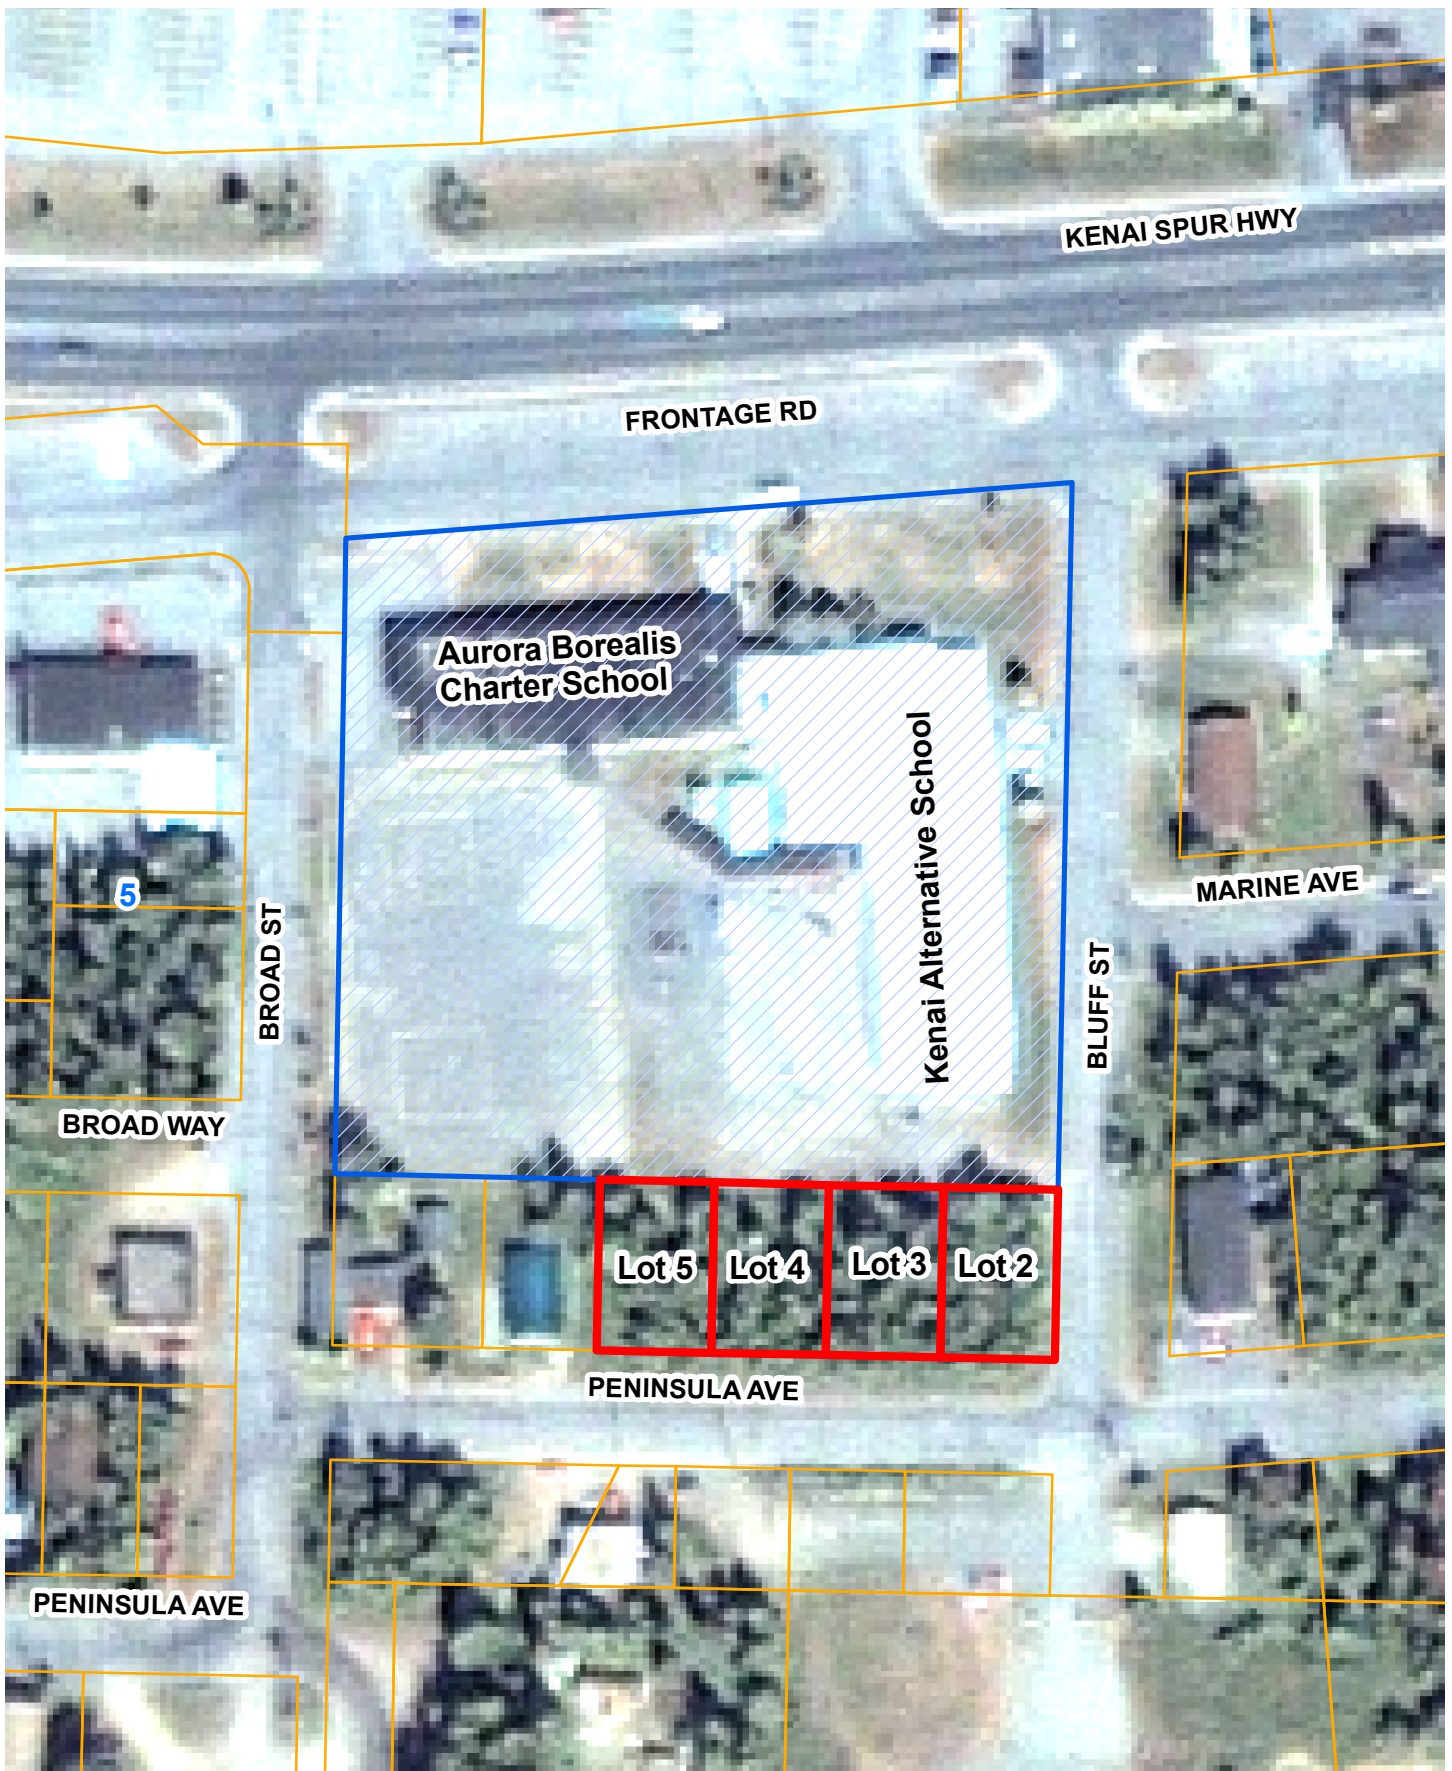 KENAI SPUR HWY
FRONTAGE RD
Aurora Borealis
Charter School
Kenai Alternative School
5
MARINE AVE
BROAD ST
BLUFF ST
BROAD WAY
Lot 5
Lot 4
Lot 3
Lot 2
PENINSULA AVE
PENINSULA AVE